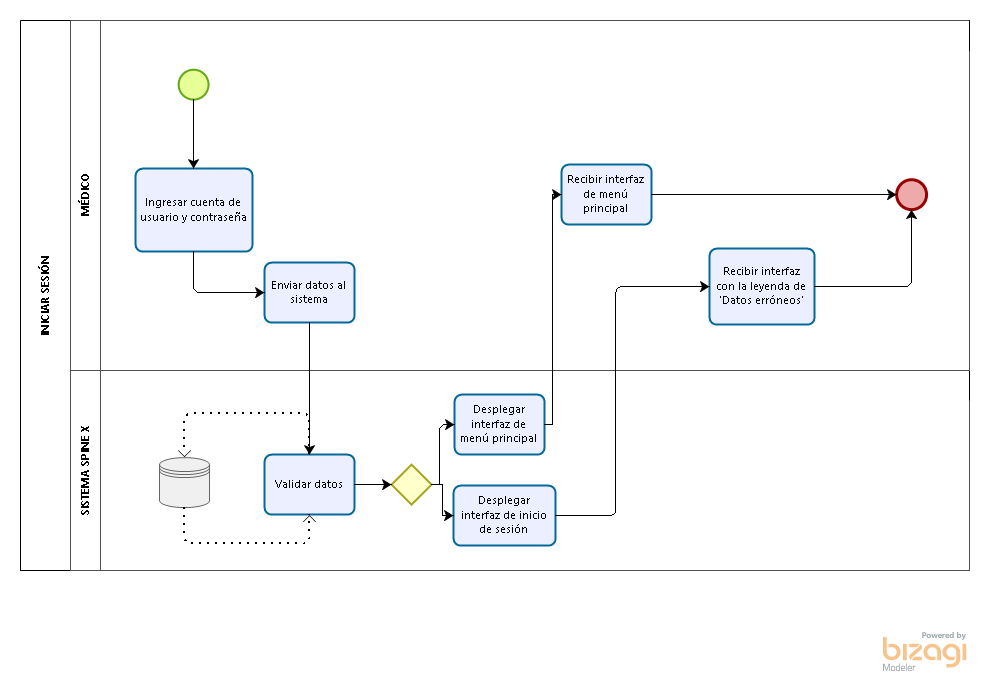 INICIAR SESIÓN
MÉDICO
Ingresar cuenta de
usuario y contraseña
Enviar datos al
sistema
Recibir interfaz
de menú
principal
Recibir interfaz
con la leyenda de
'Datos erróneos'
SISTEMA SPINE X
Validar datos
Desplegar
interfaz de
menú principal
Desplegar
interfaz de inicio
de sesión
Powered by
bizagi
Modeler